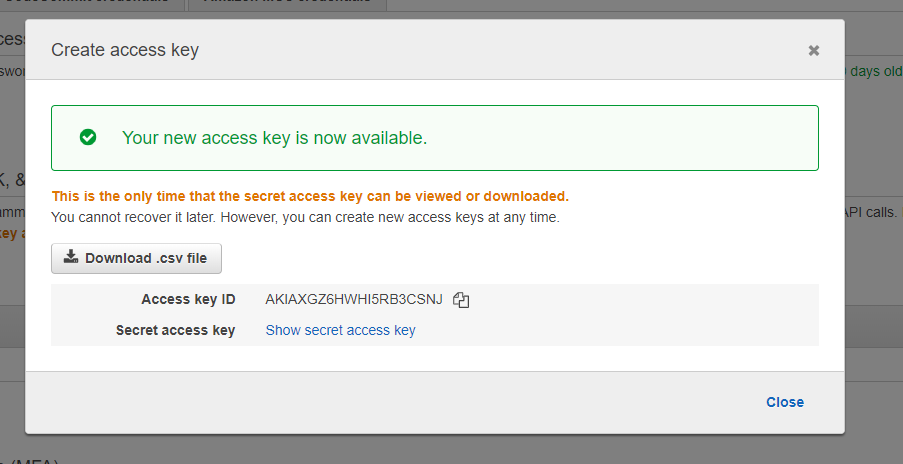 Create access key
Your new access key is now available.
days old
This is the only time that the secret access key can be viewed or downloaded.
K, &
You cannot recover it later. However, you can create new access keys at any time.
API calls.
Download .csv file
Access key ID AKIAXGZ6HWHI5RB3CSNJ
Secret access key Show secret access key
Close
(MFA)